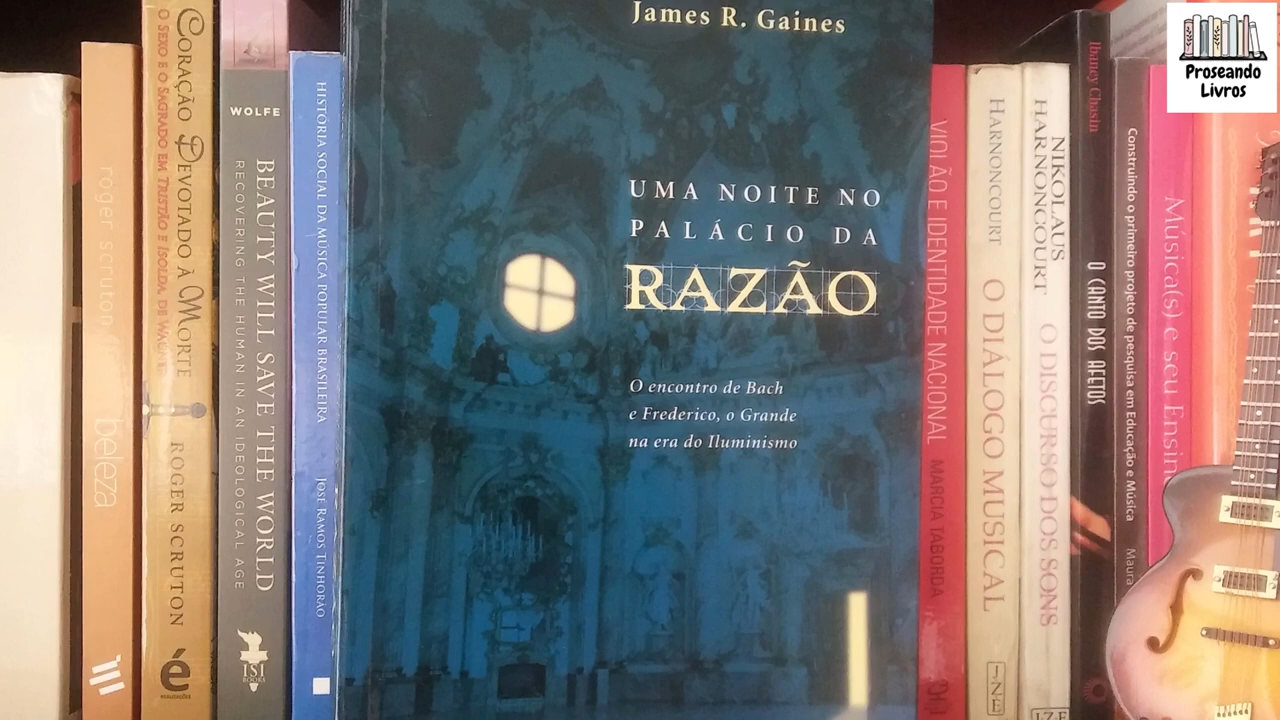 roger scruton
beleza
CORAÇÃO DEVOTADO À MORTE
O SEXO E O SAGRADO EM TRISTÃO E ISOLDA, DE WAGNER
ROGER SCRUTON
é
WOLFE
BEAUTY WILL SAVE THE WORLD
RECOVERING THE HUMAN IN AN IDEOLOGICAL AGE
ISI
BOOKS
HISTÓRIA SOCIAL DA MÚSICA POPULAR BRASILEIRA
JOSÉ RAMOS TINHORÃO
James R. Gaines
UMA NOITE NO
PALÁCIO DA
RAZÃO
O encontro de Bach
e Frederico, o Grande
na era do Iluminismo
VIOLÃO E IDENTIDADE NACIONAL
MARCIA TABORDA
HARNONCOURT
O DIÁLOGO MUSICAL
JZE
NIKOLAUS
HARNONCOURT
O DISCURSO DOS SONS
JZE
Ibaney Chasin
O CANTO DOS AFETOS
Construindo o primeiro projeto de pesquisa em Educação e Música
Maura
Música(s) e seu Ensin
Proseando
Livros